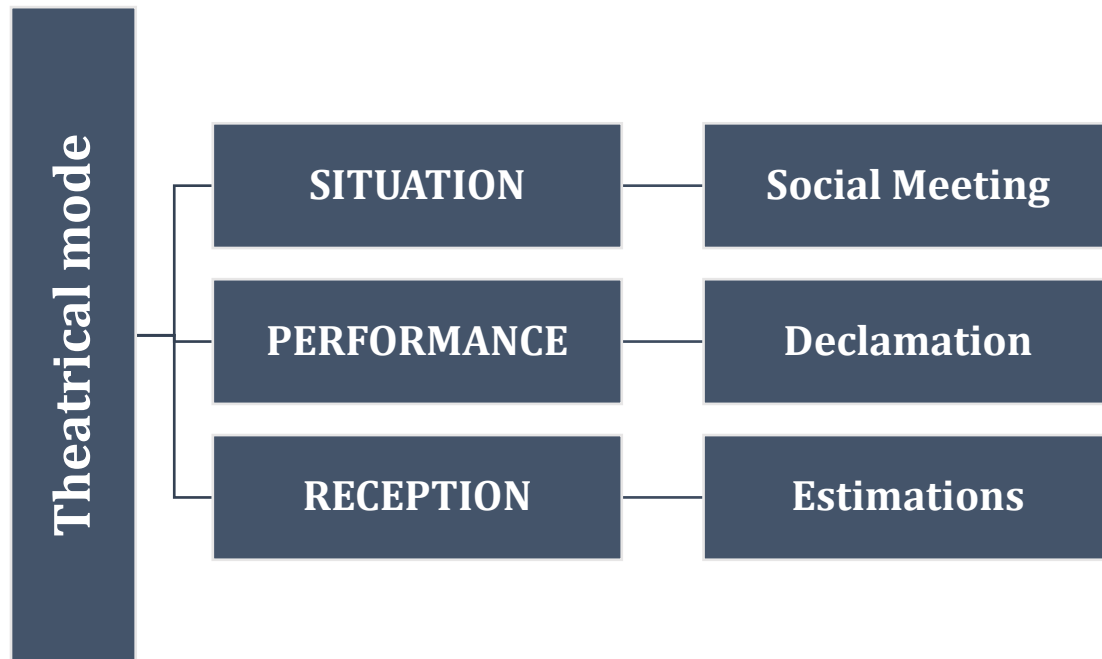 Theatrical mode
SITUATION
Social Meeting
PERFORMANCE
Declamation
RECEPTION
Estimations